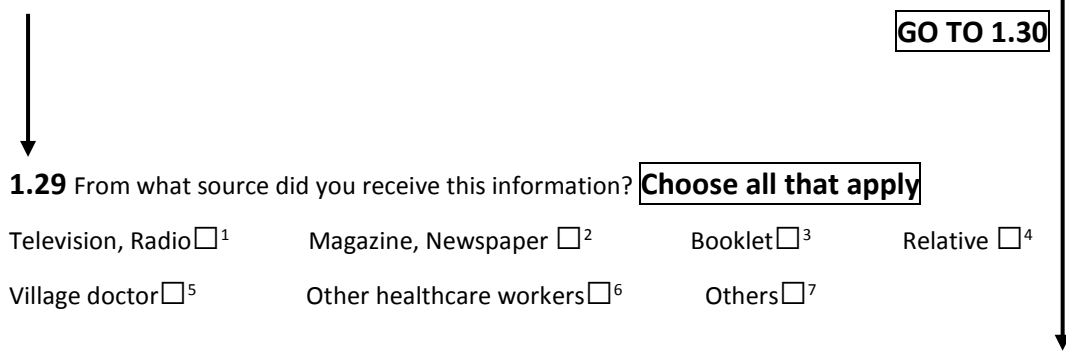 GO TO 1.30
1.29 From what source did you receive this information? Choose all that apply
Television, Radio☐1 Magazine, Newspaper ☐2 Booklet☐3 Relative ☐4
Village doctor☐5 Other healthcare workers☐6 Others☐7